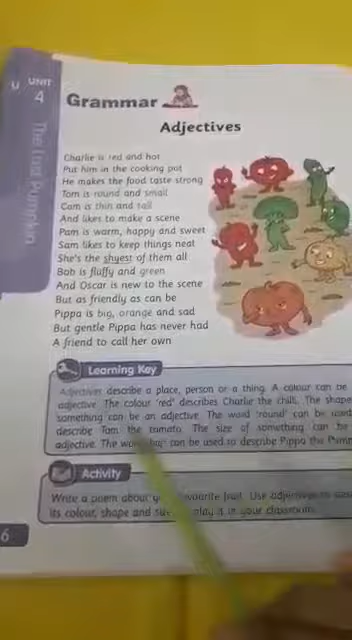 U UNIT
4
The Last Pumpkin
Grammar
Adjectives
Charlie is red and hot
Put him in the cooking pot
He makes the food taste strong
Tom is round and small
Cam is thin and tall
And likes to make a scene
Pam is warm, happy and sweet
Sam likes to keep things neat
She's the shyest of them all
Bob is fluffy and green
And Oscar is new to the scene
But as friendly as can be
Pippa is big, orange and sad
But gentle Pippa has never had
A friend to call her own
Learning Key
Adjectives describe a place, person or a thing. A colour can be
adjective. The colour 'red' describes Charlie the chilli. The shape
something can be an adjective. The word 'round' can be used
describe Tom the tomato. The size of something can be
adjective. The word 'big' can be used to describe Pippa the Pum
Activity
Write a poem about favourite fruit. Use adjectives to
its colour, shape and in your classroom.
6